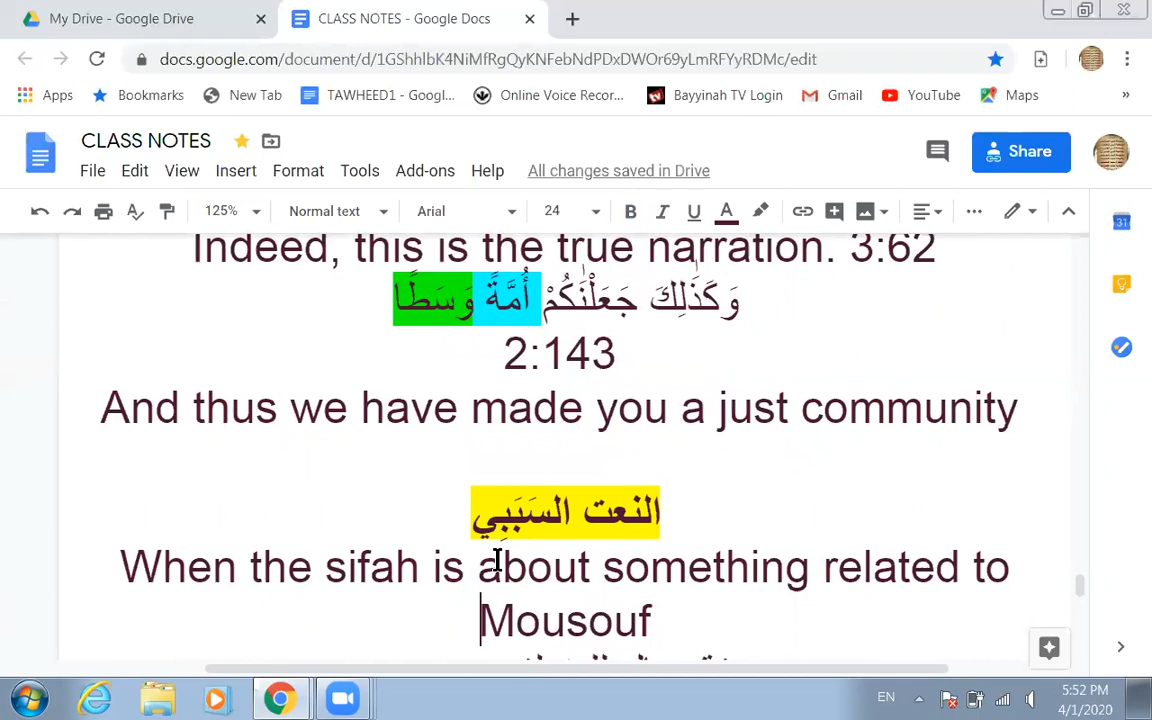 My Drive - Google Drive
CLASS NOTES - Google Docs
docs.google.com/document/d/1GShhlbK4NiMfRgQyKNFebNdPDxDWOr69yLmRFYyRDMc/edit
Apps Bookmarks New Tab TAWHEED1 - Googl... Online Voice Recor... Bayyinah TV Login Gmail YouTube Maps »
CLASS NOTES
Share
File Edit View Insert Format Tools Add-ons Help All changes saved in Drive
125% Normal text Arial 24 B I U A
31
Indeed, this is the true narration. 3:62
وَكَذَٰلِكَ جَعَلْنَٰكُمْ أُمَّةً وَسَطًا
2:143
And thus we have made you a just community
النعت السَبَبِي
When the sifah is about something related to
Mousouf
EN
5:52 PM
4/1/2020